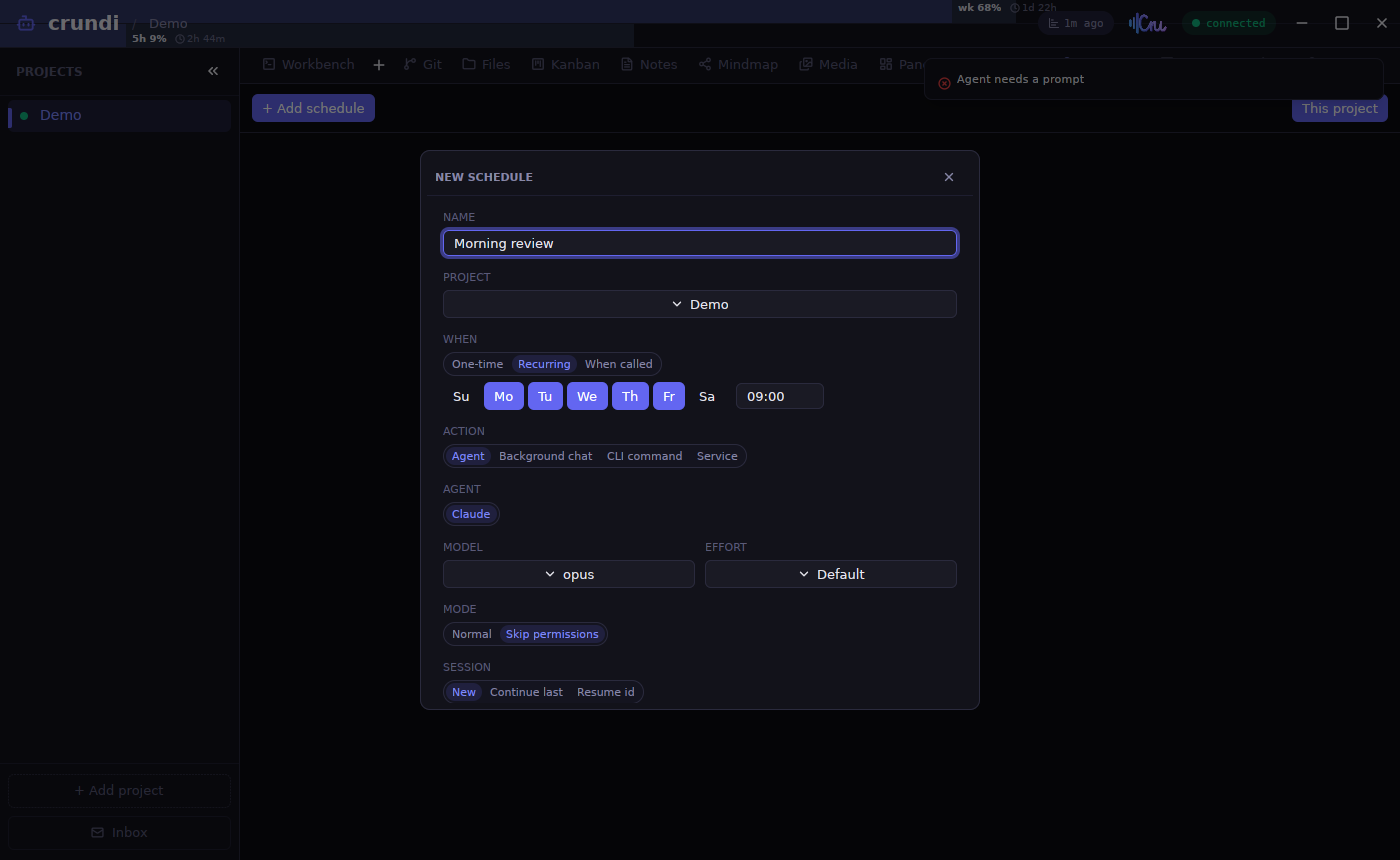 crundi / Demo
wk 68% 1d 22h
5h 9% 2h 44m
1m ago
Cru
connected
PROJECTS
Workbench
Git
Files
Kanban
Notes
Mindmap
Media
Agent needs a prompt
Demo
+ Add schedule
This project
NEW SCHEDULE
NAME
Morning review
PROJECT
Demo
WHEN
One-time Recurring When called
Su Mo Tu We Th Fr Sa 09:00
ACTION
Agent Background chat CLI command Service
AGENT
Claude
MODEL EFFORT
opus Default
MODE
Normal Skip permissions
SESSION
New Continue last Resume id
+ Add project
Inbox